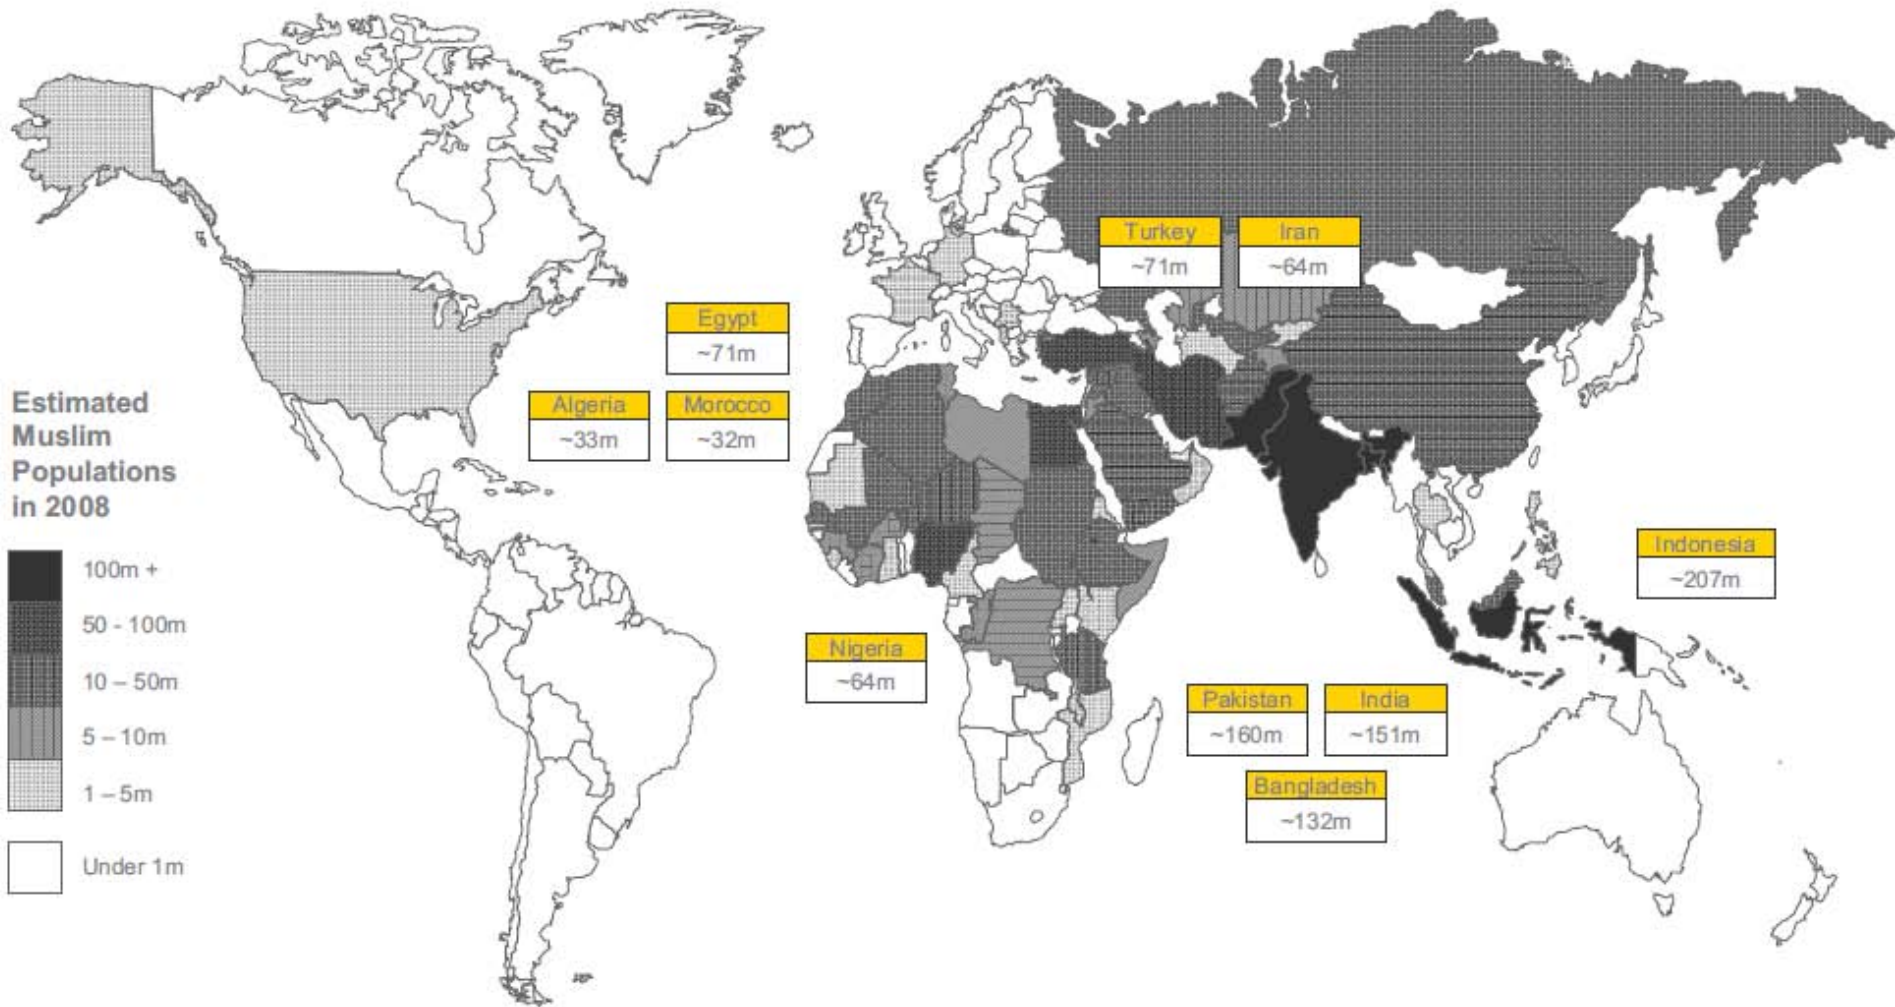 Turkey
~71m
Iran
~64m
Egypt
~71m
Algeria
~33m
Morocco
~32m
Estimated
Muslim
Populations
in 2008
100m +
50 - 100m
10 – 50m
5 – 10m
1 – 5m
Under 1m
Indonesia
~207m
Nigeria
~64m
Pakistan
~160m
India
~151m
Bangladesh
~132m